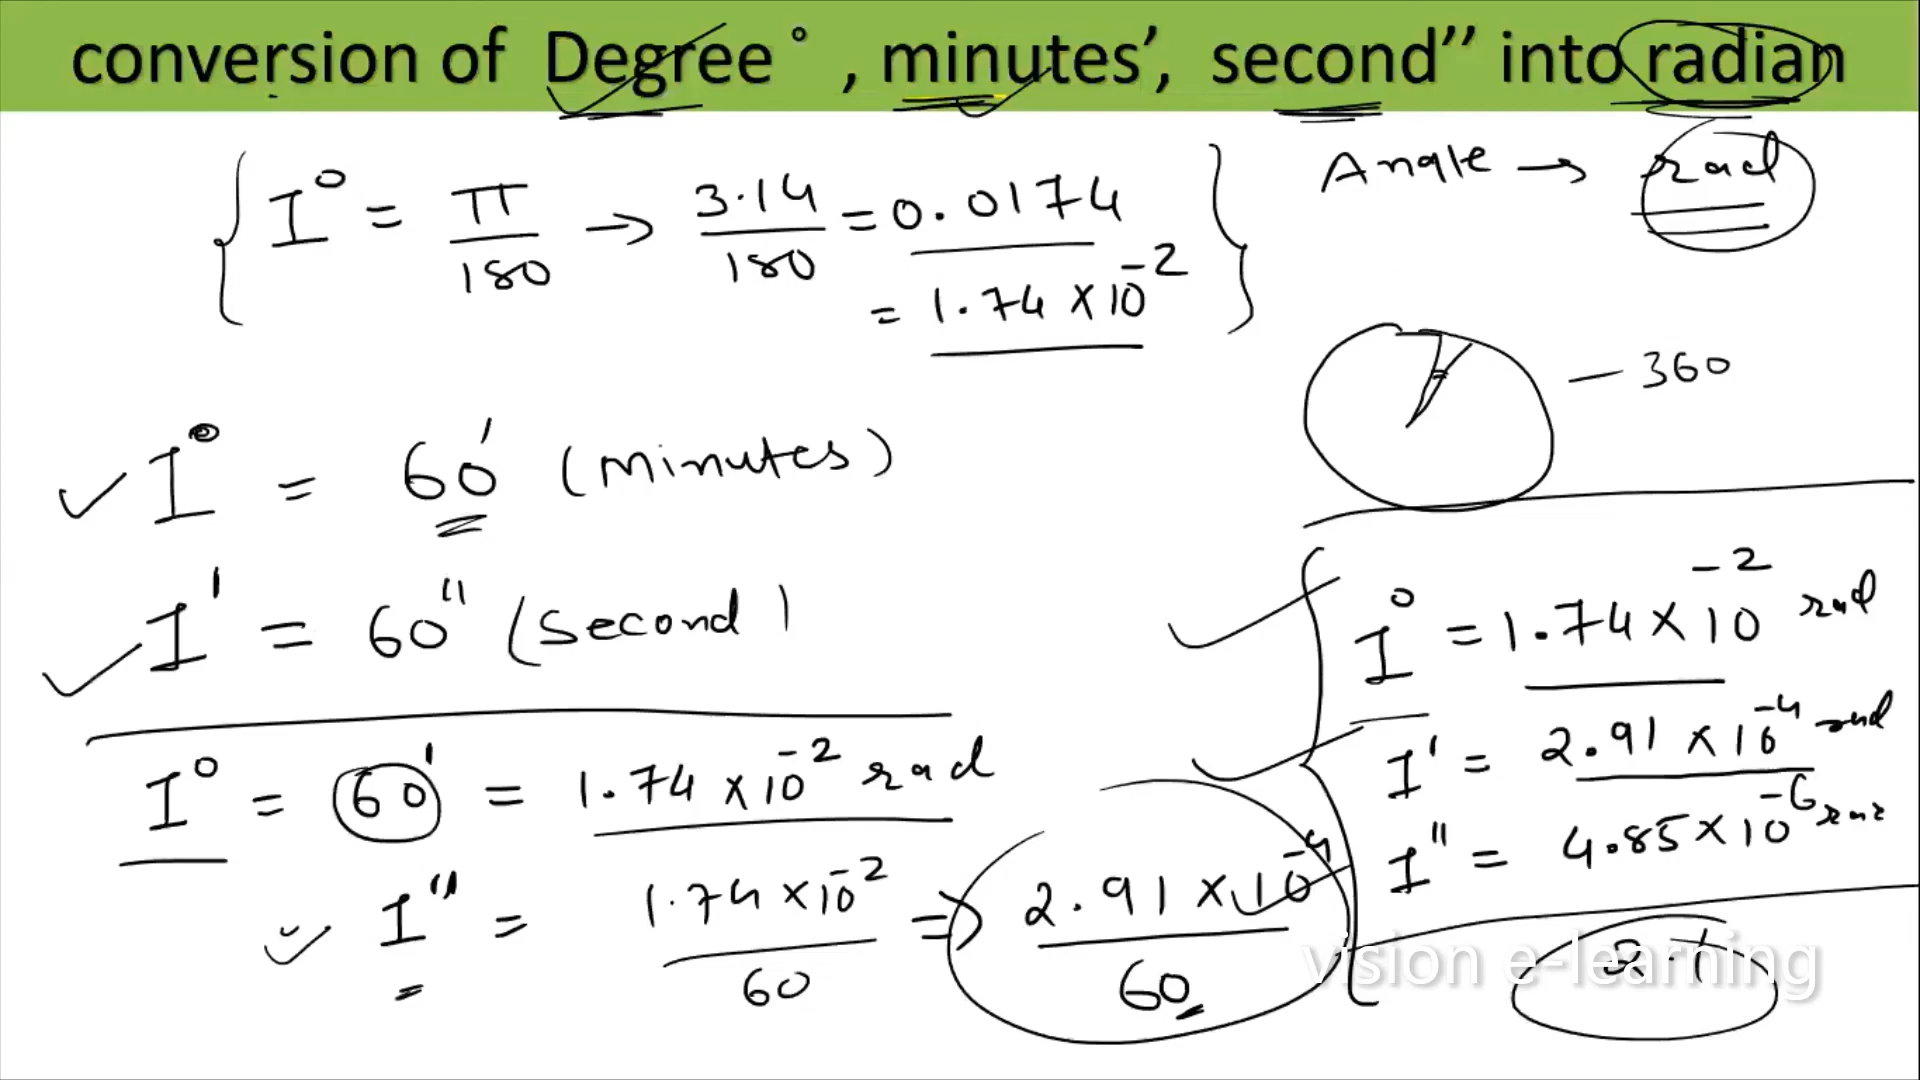 conversion of Degree° , minutes’, second’’ into radian
1° = π/180 → 3.14/180 = 0.0174
= 1.74 × 10⁻²
Angle → rad
360
1° = 60' (minutes)
1' = 60" (second)
1° = 60' = 1.74 × 10⁻² rad
1" = 1.74 × 10⁻²/60 => 2.91 × 10⁻⁴/60
1° = 1.74 × 10⁻² rad
1' = 2.91 × 10⁻⁴ rad
1" = 4.85 × 10⁻⁶ rad
vision e-learning